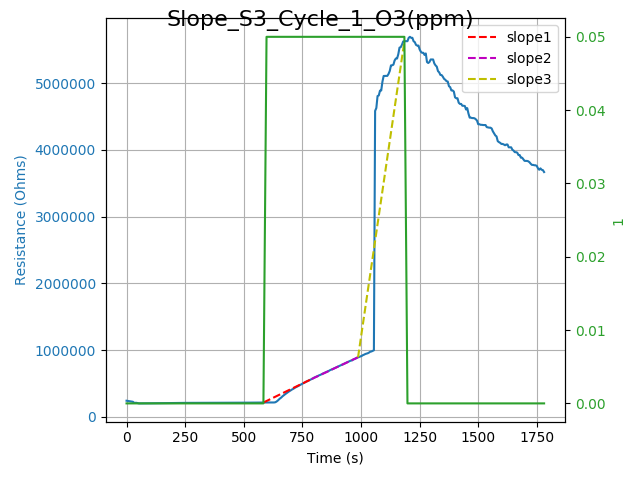 Slope_S3_Cycle_1_O3(ppm)
slope1
slope2
slope3
Resistance (Ohms)
5000000
4000000
3000000
2000000
1000000
0
0.05
0.04
0.03
0.02
0.01
0.00
1
0 250 500 750 1000 1250 1500 1750
Time (s)